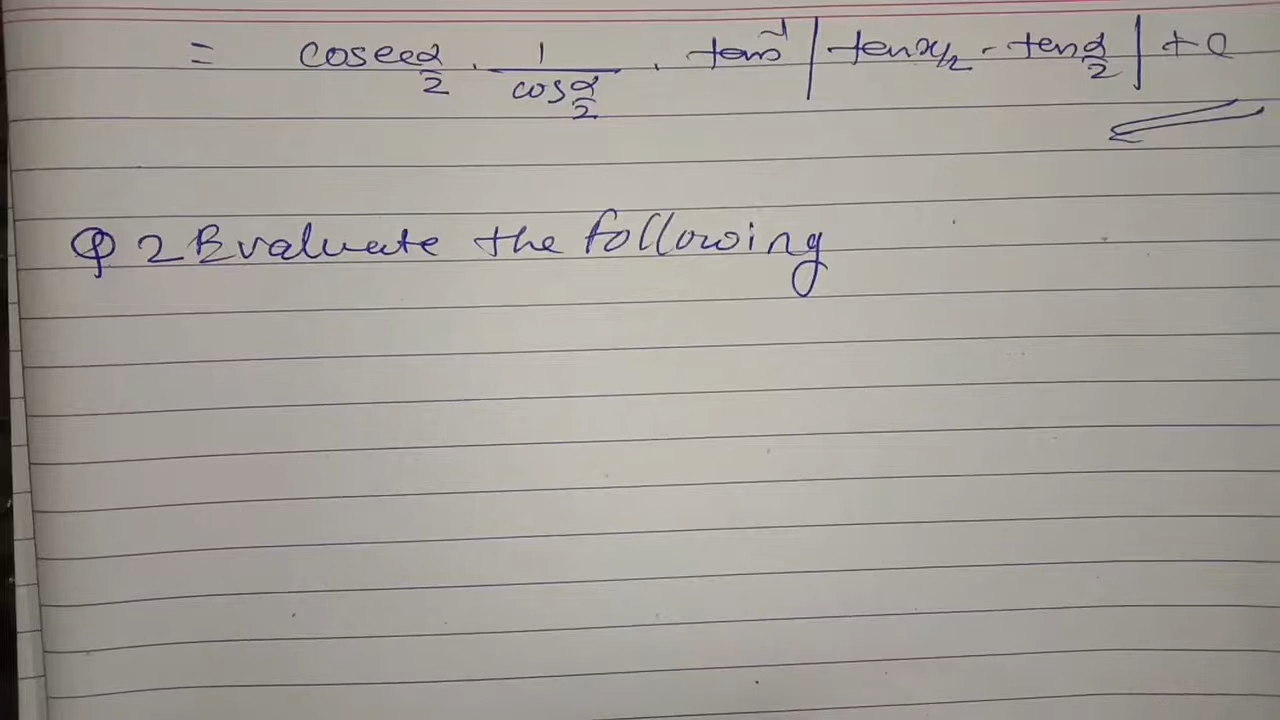 = cosec α/2 · 1/cos α/2 · tan⁻¹ | tan x/2 · tan α/2 | + C
Q 2 Evaluate the following